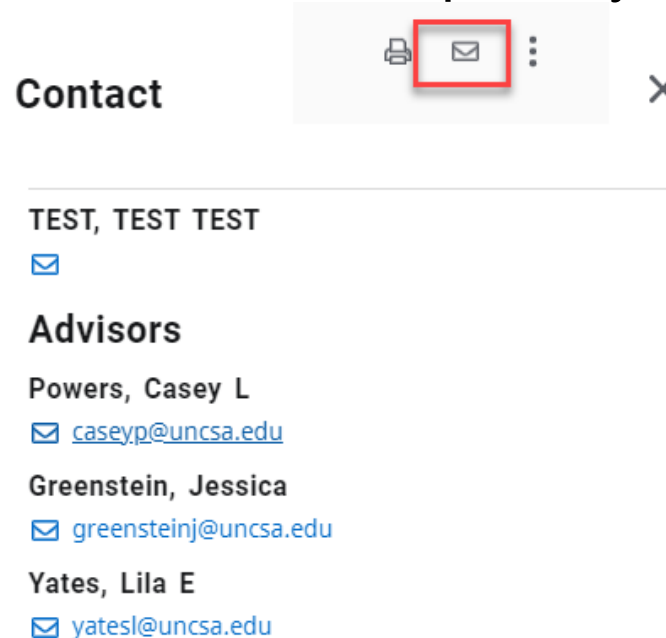 Contact
TEST, TEST TEST
Advisors
Powers, Casey L
caseyp@uncsa.edu
Greenstein, Jessica
greensteinj@uncsa.edu
Yates, Lila E
yatesl@uncsa.edu